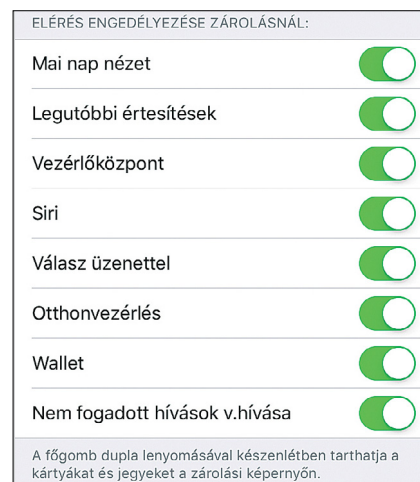 ELÉRÉS ENGEDÉLYEZÉSE ZÁROLÁSNÁL:
Mai nap nézet
Legutóbbi értesítések
Vezérlőközpont
Siri
Válasz üzenettel
Otthonvezérlés
Wallet
Nem fogadott hívások v.hívása
A főgomb dupla lenyomásával készenlétben tarthatja a
kártyákat és jegyeket a zárolási képernyőn.